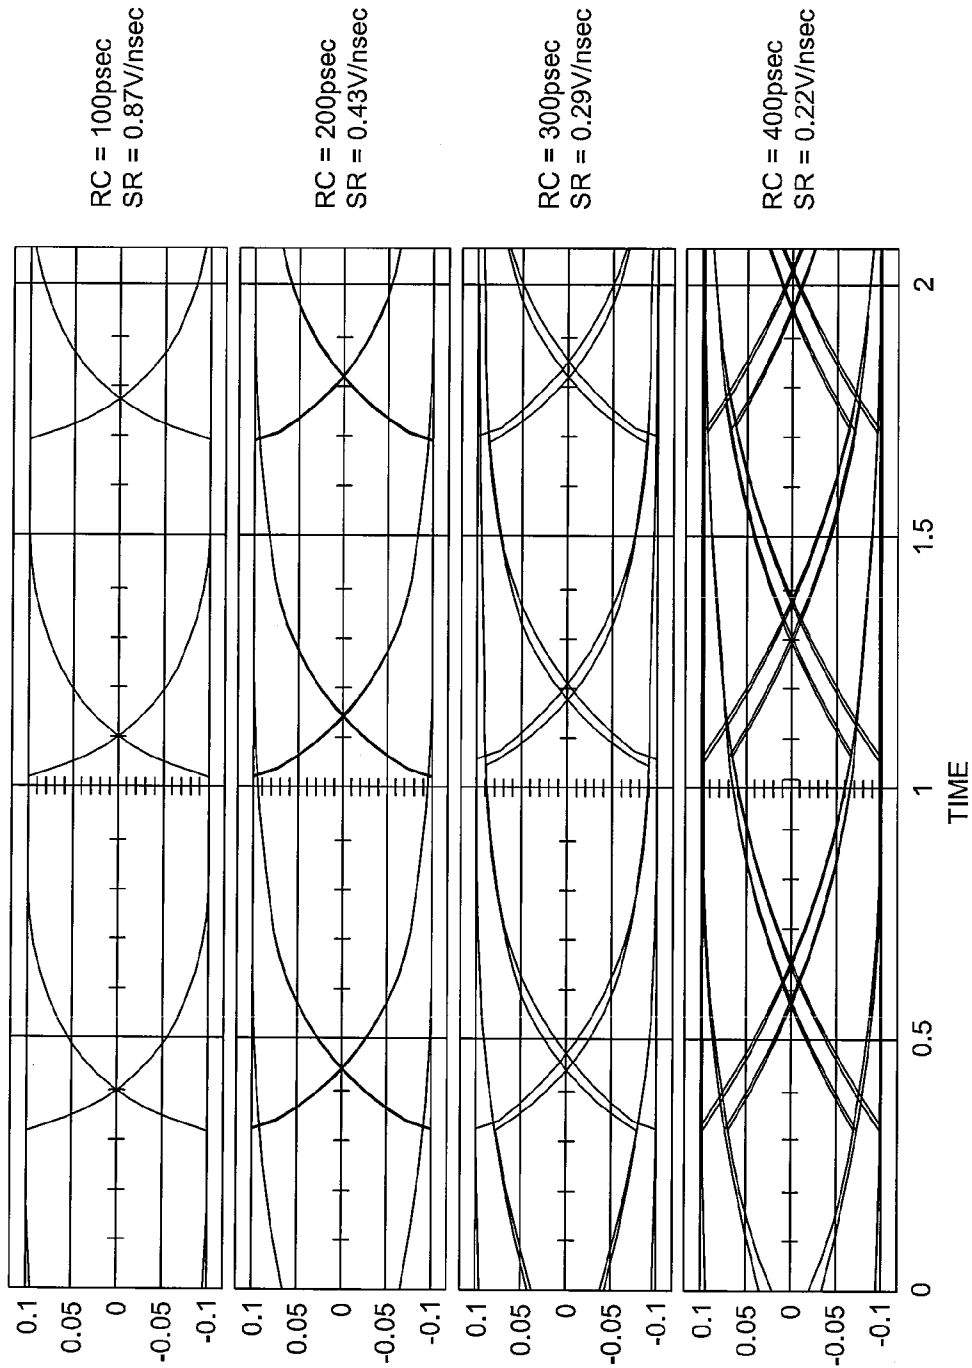 RC = 100psec
SR = 0.87V/nsec
RC = 200psec
SR = 0.43V/nsec
RC = 300psec
SR = 0.29V/nsec
RC = 400psec
SR = 0.22V/nsec
0.1
0.05
0
-0.05
-0.1
0.1
0.05
0
-0.05
-0.1
0.1
0.05
0
-0.05
-0.1
0.1
0.05
0
-0.05
-0.1
0
0.5
1
1.5
2
TIME